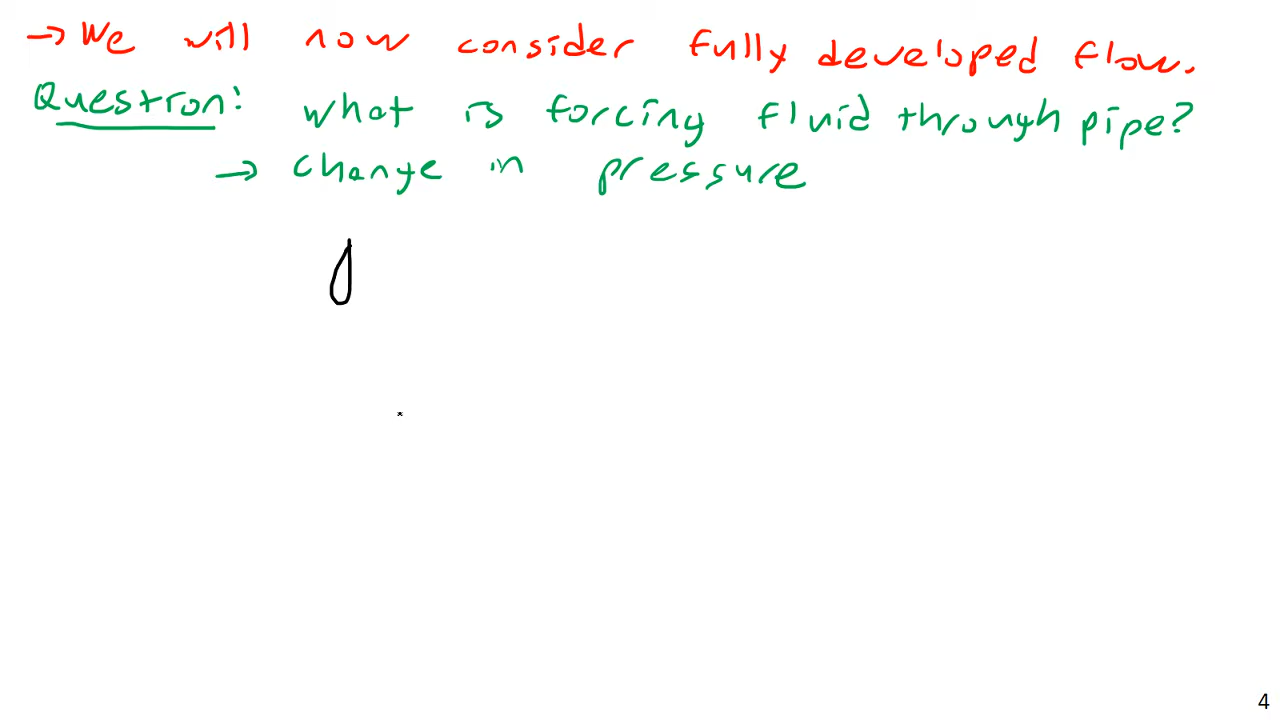 → We will now consider fully developed flow.
Question: What is forcing fluid through pipe?
→ change in pressure
4